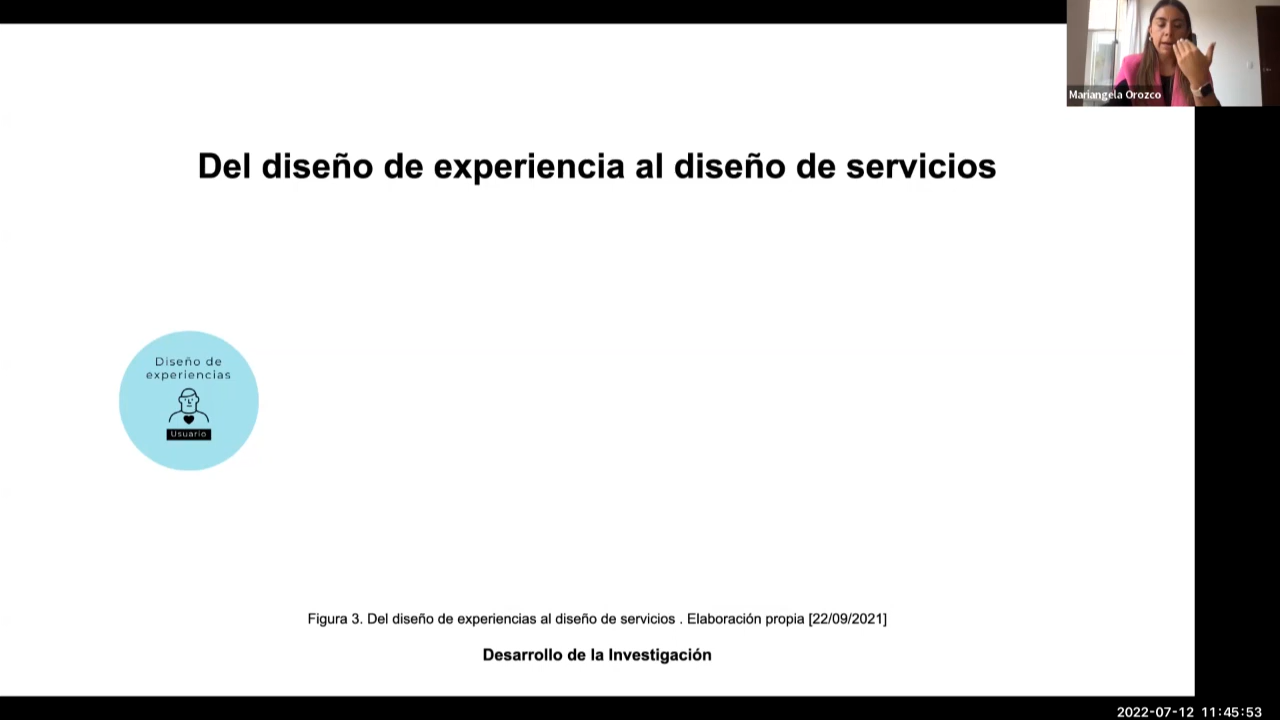 Mariangela Orozco
Del diseño de experiencia al diseño de servicios
Diseño de
experiencias
Usuario
Figura 3. Del diseño de experiencias al diseño de servicios . Elaboración propia [22/09/2021]
Desarrollo de la Investigación
2022-07-12 11:45:53